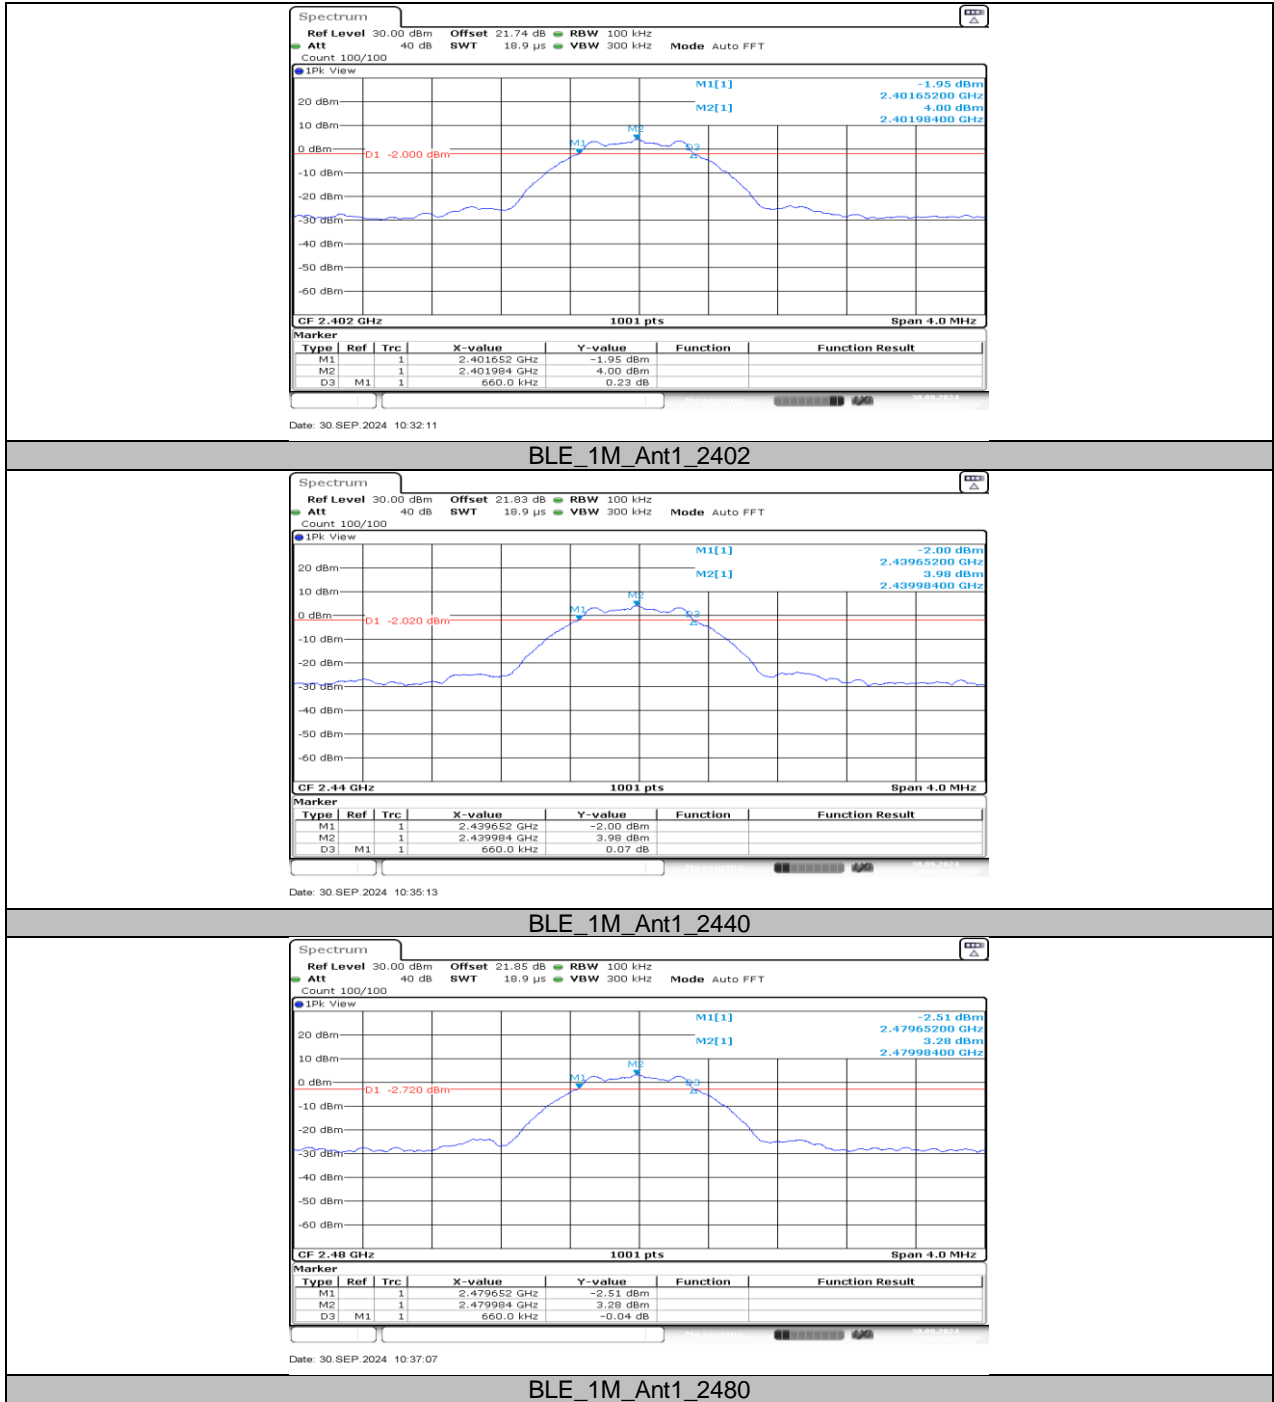 Spectrum
Ref Level 30.00 dBm Offset 21.74 dB RBW 100 kHz
Att 40 dB SWT 18.9 µs VBW 300 kHz Mode Auto FFT
Count 100/100
1Pk View
M1[1] -1.95 dBm
2.40165200 GHz
20 dBm
M2[1] 4.00 dBm
2.40198400 GHz
10 dBm
M2
M1
D3
0 dBm
D1 -2.000 dBm
-10 dBm
-20 dBm
-30 dBm
-40 dBm
-50 dBm
-60 dBm
CF 2.402 GHz 1001 pts Span 4.0 MHz
Marker
Type Ref Trc X-value Y-value Function Function Result
M1 1 2.401652 GHz -1.95 dBm
M2 1 2.401984 GHz 4.00 dBm
D3 M1 1 660.0 kHz 0.23 dB
Date: 30.SEP.2024 10:32:11
BLE_1M_Ant1_2402
Spectrum
Ref Level 30.00 dBm Offset 21.83 dB RBW 100 kHz
Att 40 dB SWT 18.9 µs VBW 300 kHz Mode Auto FFT
Count 100/100
1Pk View
M1[1] -2.00 dBm
2.43965200 GHz
20 dBm
M2[1] 3.98 dBm
2.43998400 GHz
10 dBm
M2
M1
D3
0 dBm
D1 -2.020 dBm
-10 dBm
-20 dBm
-30 dBm
-40 dBm
-50 dBm
-60 dBm
CF 2.44 GHz 1001 pts Span 4.0 MHz
Marker
Type Ref Trc X-value Y-value Function Function Result
M1 1 2.439652 GHz -2.00 dBm
M2 1 2.439984 GHz 3.98 dBm
D3 M1 1 660.0 kHz 0.07 dB
Date: 30.SEP.2024 10:35:13
BLE_1M_Ant1_2440
Spectrum
Ref Level 30.00 dBm Offset 21.85 dB RBW 100 kHz
Att 40 dB SWT 18.9 µs VBW 300 kHz Mode Auto FFT
Count 100/100
1Pk View
M1[1] -2.51 dBm
2.47965200 GHz
20 dBm
M2[1] 3.28 dBm
2.47998400 GHz
10 dBm
M2
M1
D3
0 dBm
D1 -2.720 dBm
-10 dBm
-20 dBm
-30 dBm
-40 dBm
-50 dBm
-60 dBm
CF 2.48 GHz 1001 pts Span 4.0 MHz
Marker
Type Ref Trc X-value Y-value Function Function Result
M1 1 2.479652 GHz -2.51 dBm
M2 1 2.479984 GHz 3.28 dBm
D3 M1 1 660.0 kHz -0.04 dB
Date: 30.SEP.2024 10:37:07
BLE_1M_Ant1_2480